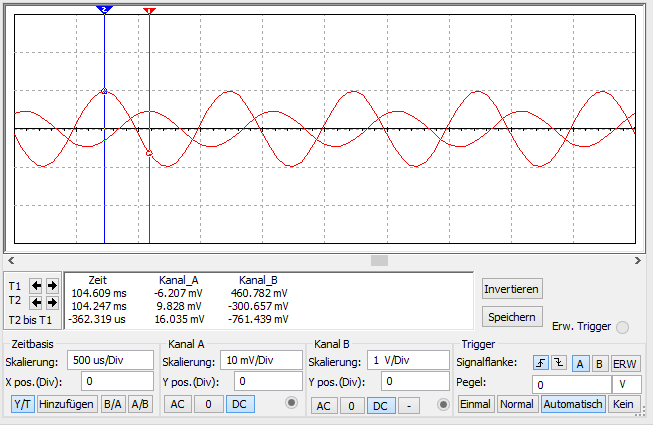 2 1
Zeit Kanal_A Kanal_B
T1 104.609 ms -6.207 mV 460.782 mV
T2 104.247 ms 9.828 mV -300.657 mV
T2 bis T1 -362.319 us 16.035 mV -761.439 mV
Invertieren
Speichern
Erw. Trigger
Zeitbasis
Skalierung: 500 us/Div
X pos.(Div): 0
Y/T Hinzufügen B/A A/B
Kanal A
Skalierung: 10 mV/Div
Y pos.(Div): 0
AC 0 DC
Kanal B
Skalierung: 1 V/Div
Y pos.(Div): 0
AC 0 DC -
Trigger
Signalflanke: A B ERW
Pegel: 0 V
Einmal Normal Automatisch Kein